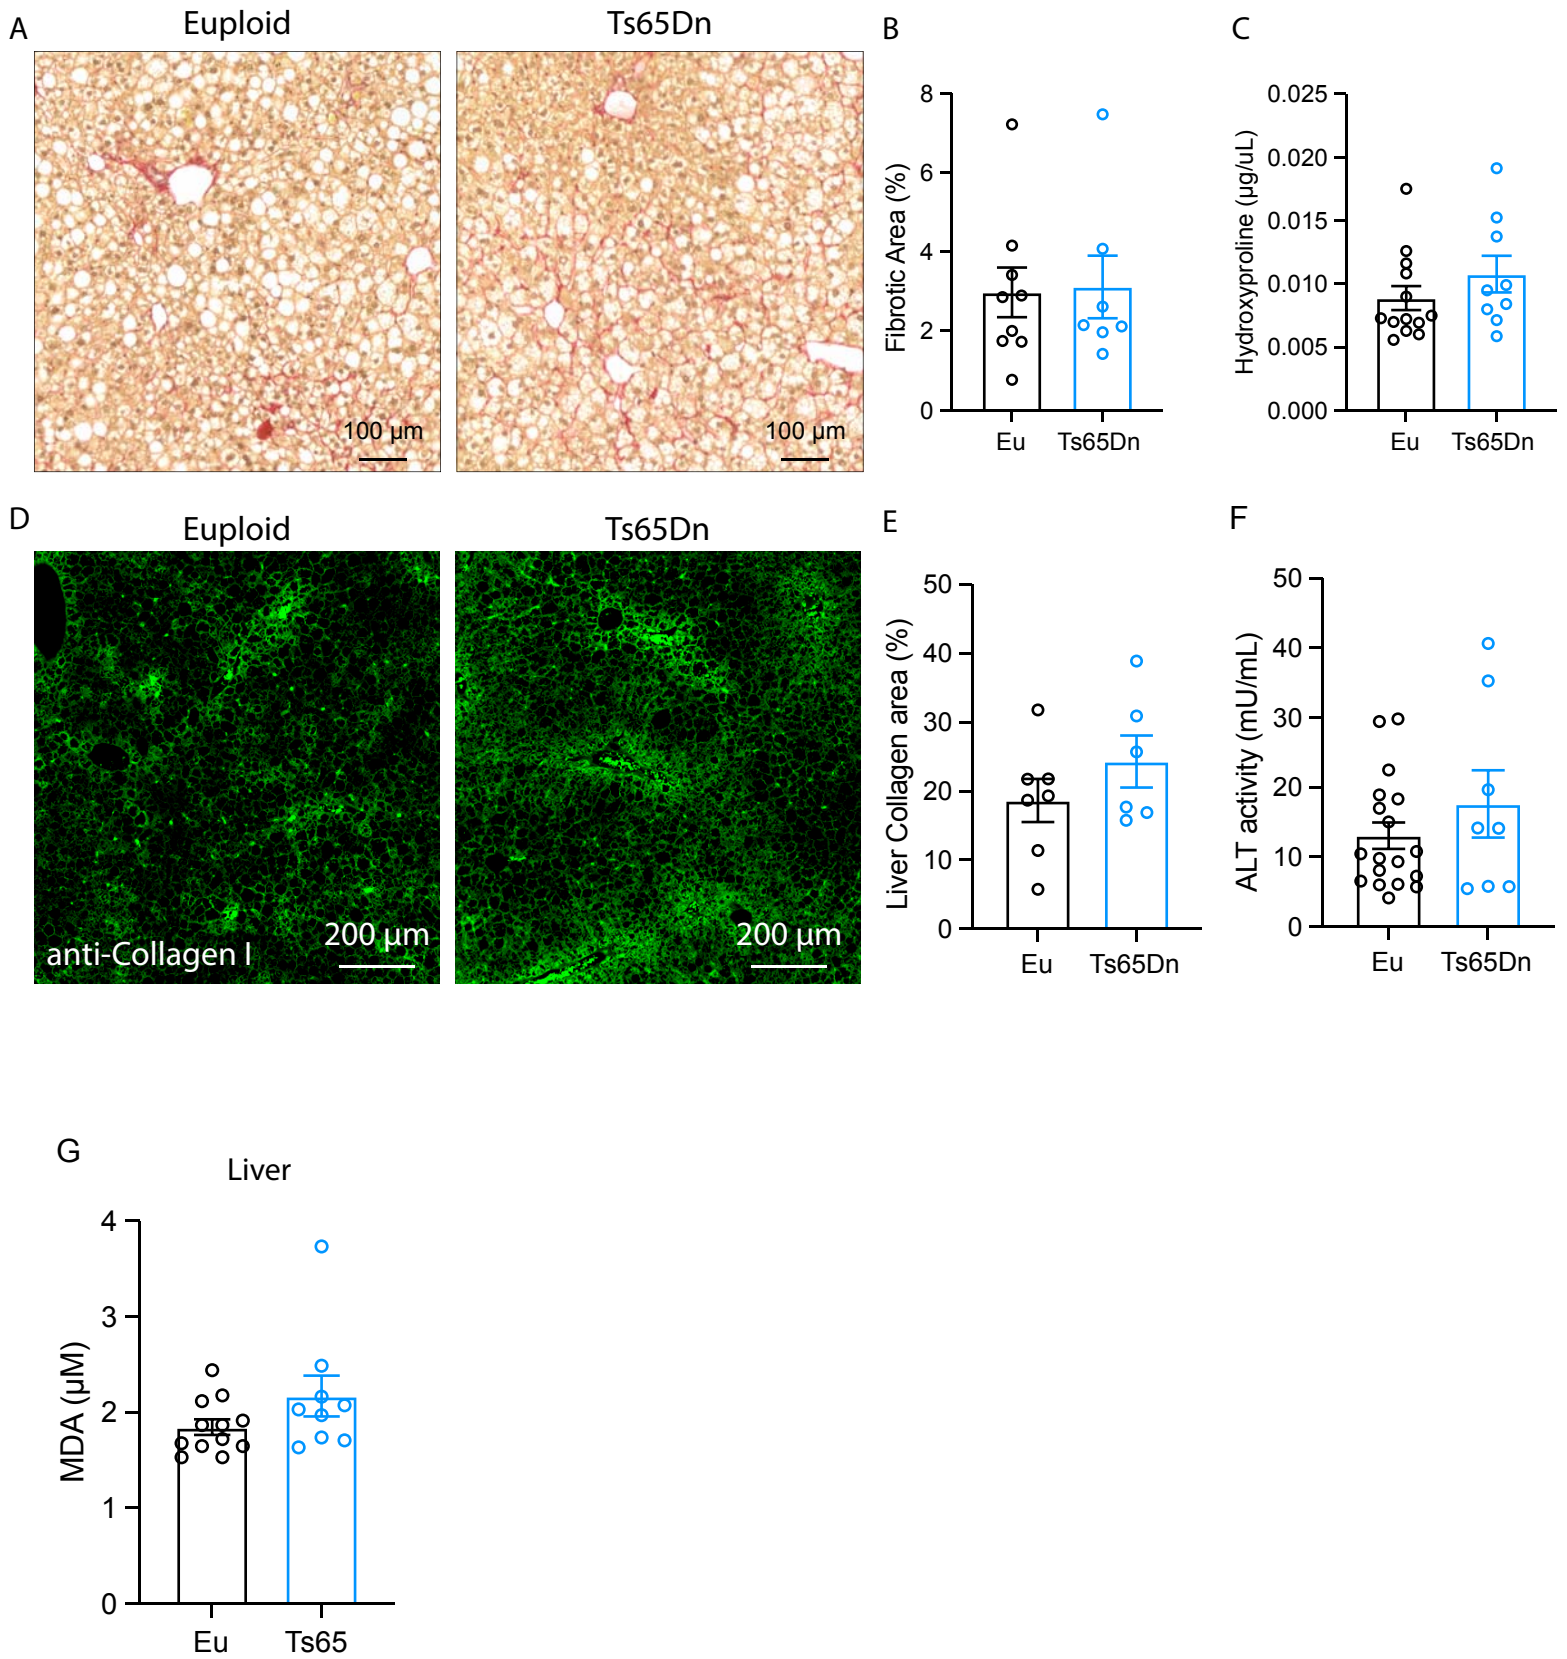 A
Euploid
Ts65Dn
100 µm
100 µm
B
Fibrotic Area (%)
8
6
4
2
0
Eu
Ts65Dn
C
Hydroxyproline (µg/uL)
0.025
0.020
0.015
0.010
0.005
0.000
Eu
Ts65Dn
D
Euploid
Ts65Dn
anti-Collagen I
200 µm
200 µm
E
Liver Collagen area (%)
50
40
30
20
10
0
Eu
Ts65Dn
F
ALT activity (mU/mL)
50
40
30
20
10
0
Eu
Ts65Dn
G
Liver
MDA (µM)
4
3
2
1
0
Eu
Ts65